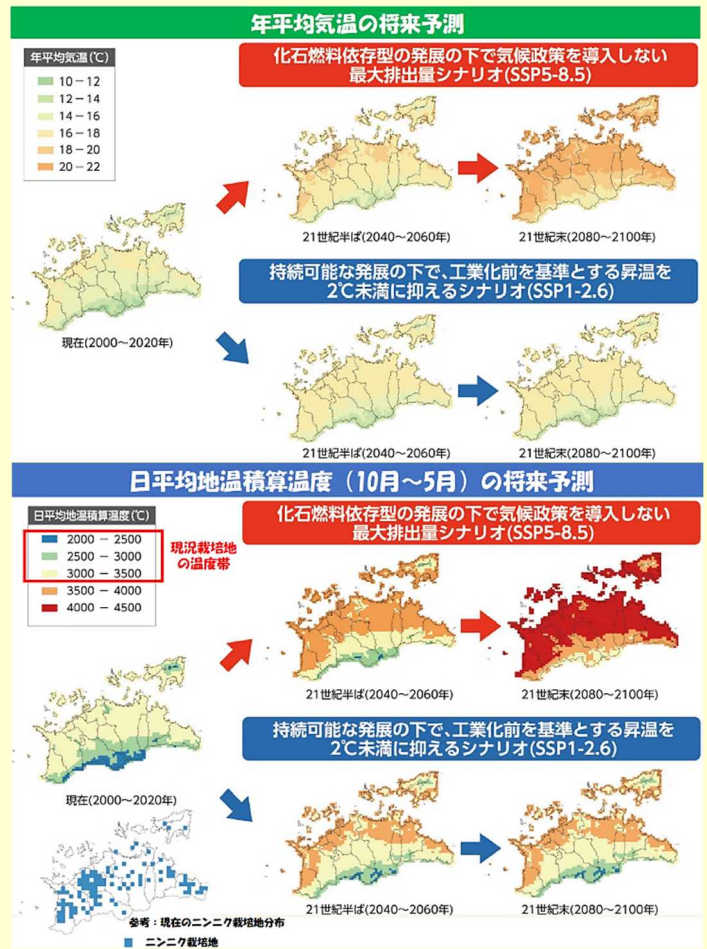 年平均気温の将来予測
年平均気温(℃)
10－12
12－14
14－16
16－18
18－20
20－22
化石燃料依存型の発展の下で気候政策を導入しない
最大排出量シナリオ(SSP5-8.5)
21世紀半ば(2040～2060年)
21世紀末(2080～2100年)
現在(2000～2020年)
持続可能な発展の下で、工業化前を基準とする昇温を
2℃未満に抑えるシナリオ(SSP1-2.6)
21世紀半ば(2040～2060年)
21世紀末(2080～2100年)
日平均地温積算温度（10月～5月）の将来予測
日平均地温積算温度(℃)
2000 － 2500
2500 － 3000
3000 － 3500
3500 － 4000
4000 － 4500
現況栽培地
の温度帯
化石燃料依存型の発展の下で気候政策を導入しない
最大排出量シナリオ(SSP5-8.5)
21世紀半ば(2040～2060年)
21世紀末(2080～2100年)
現在(2000～2020年)
持続可能な発展の下で、工業化前を基準とする昇温を
2℃未満に抑えるシナリオ(SSP1-2.6)
21世紀半ば(2040～2060年)
21世紀末(2080～2100年)
参考：現在のニンニク栽培地分布
ニンニク栽培地